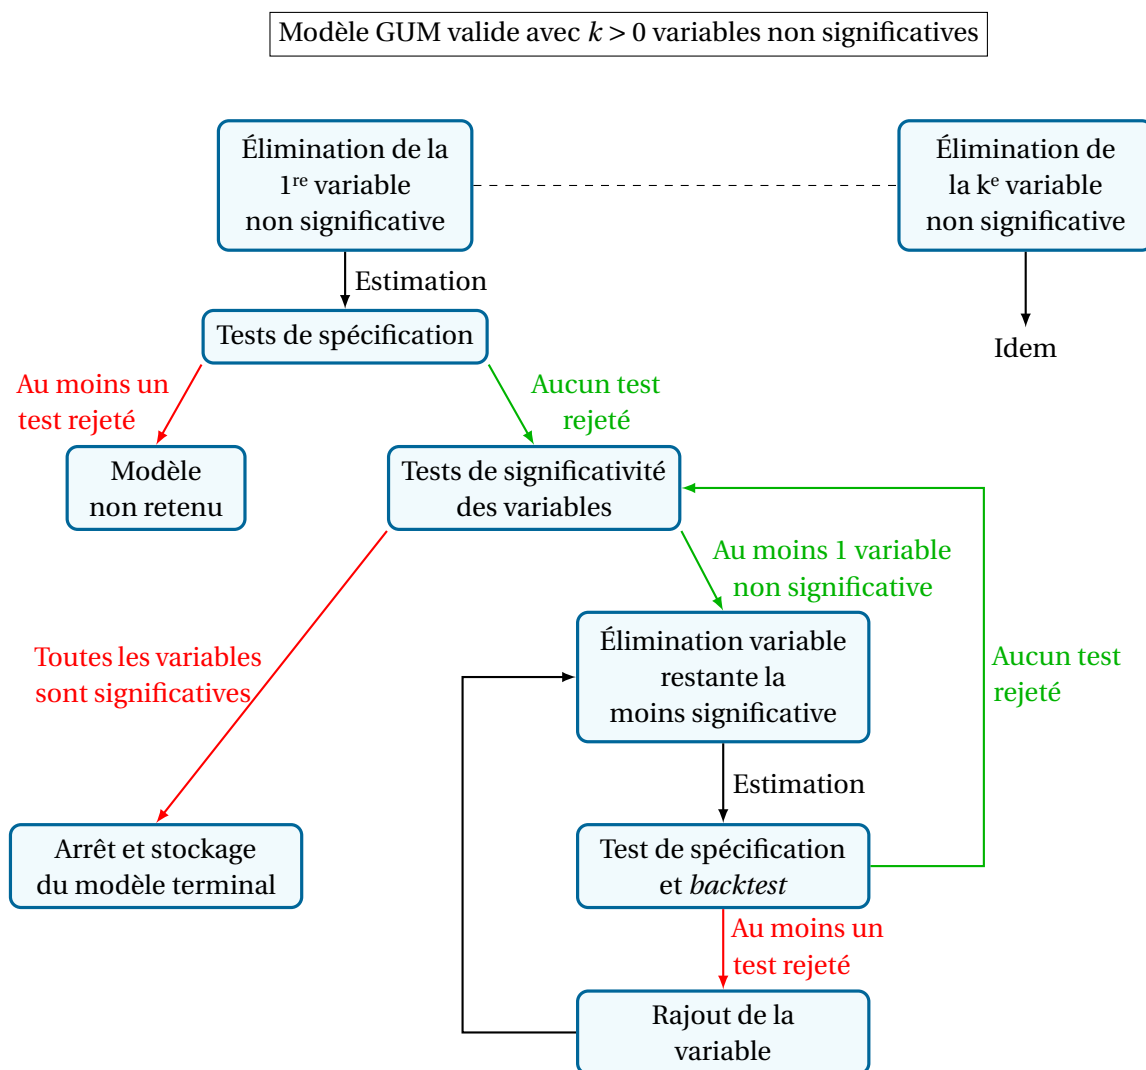 Modèle GUM valide avec k > 0 variables non significatives
Élimination de la
1re variable
non significative
Élimination de
la ke variable
non significative
Estimation
Tests de spécification
Idem
Au moins un
test rejeté
Aucun test
rejeté
Modèle
non retenu
Tests de significativité
des variables
Au moins 1 variable
non significative
Toutes les variables
sont significatives
Élimination variable
restante la
moins significative
Aucun test
rejeté
Estimation
Arrêt et stockage
du modèle terminal
Test de spécification
et backtest
Au moins un
test rejeté
Rajout de la
variable